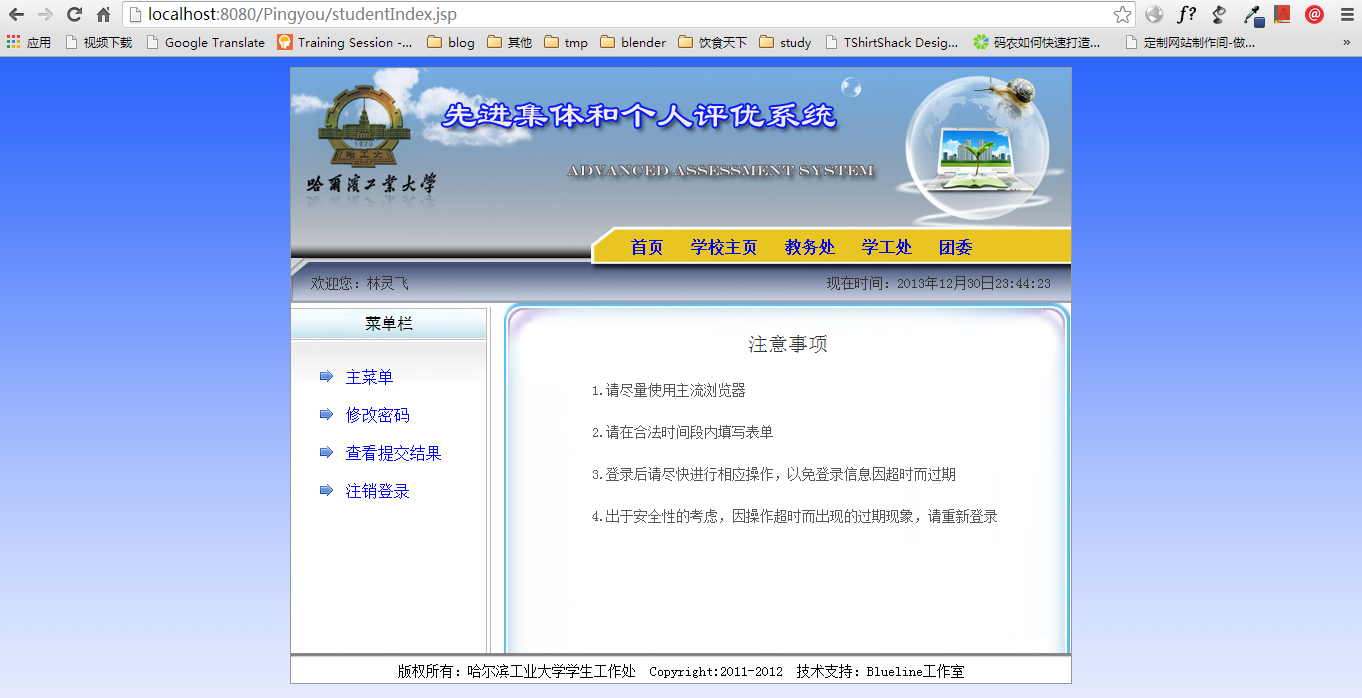 localhost:8080/Pingyou/studentIndex.jsp
f?
应用 视频下载 Google Translate Training Session -... blog 其他 tmp blender 饮食天下 study TShirtShack Desig... 码农如何快速打造... 定制网站制作间-做... »
先进集体和个人评优系统
ADVANCED ASSESSMENT SYSTEM
1920
哈工大
哈尔滨工业大学
首页 学校主页 教务处 学工处 团委
欢迎您：林灵飞 现在时间：2013年12月30日23:44:23
菜单栏
主菜单
修改密码
查看提交结果
注销登录
注意事项
1.请尽量使用主流浏览器
2.请在合法时间段内填写表单
3.登录后请尽快进行相应操作，以免登录信息因超时而过期
4.出于安全性的考虑，因操作超时而出现的过期现象，请重新登录
版权所有：哈尔滨工业大学学生工作处 Copyright:2011-2012 技术支持：Blueline工作室